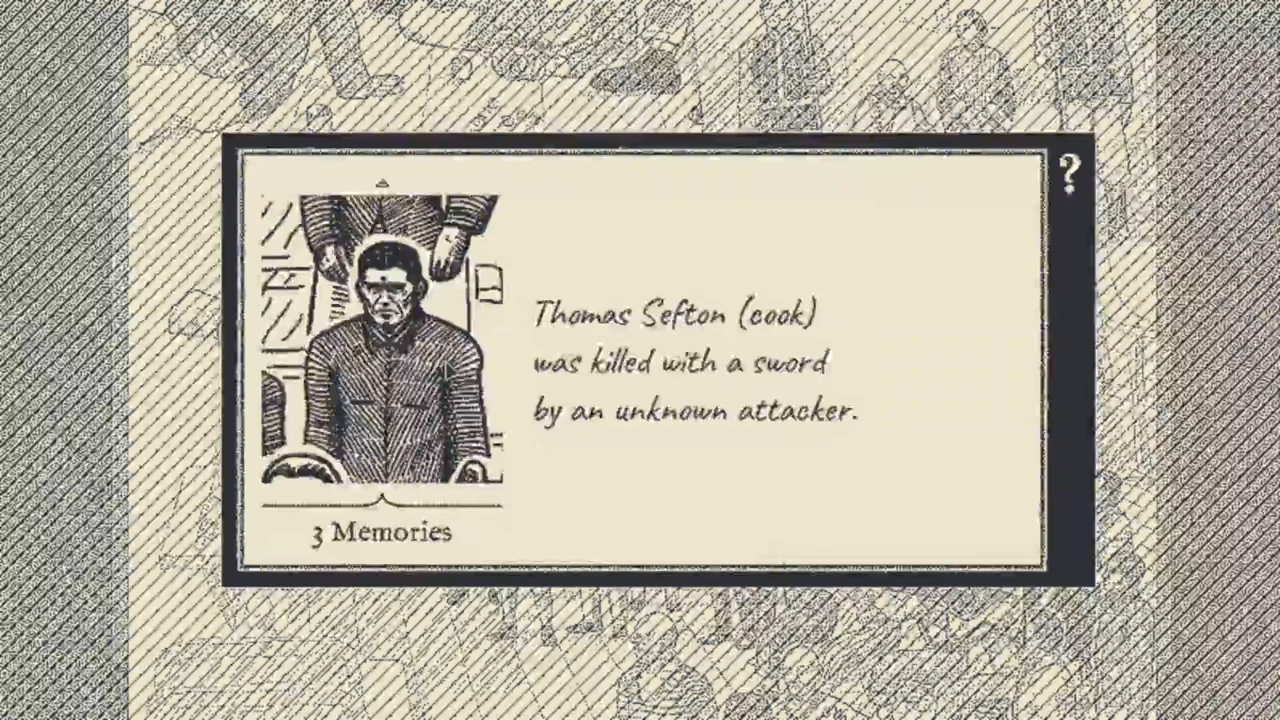 ?
Thomas Sefton (cook)
was killed with a sword
by an unknown attacker.
3 Memories